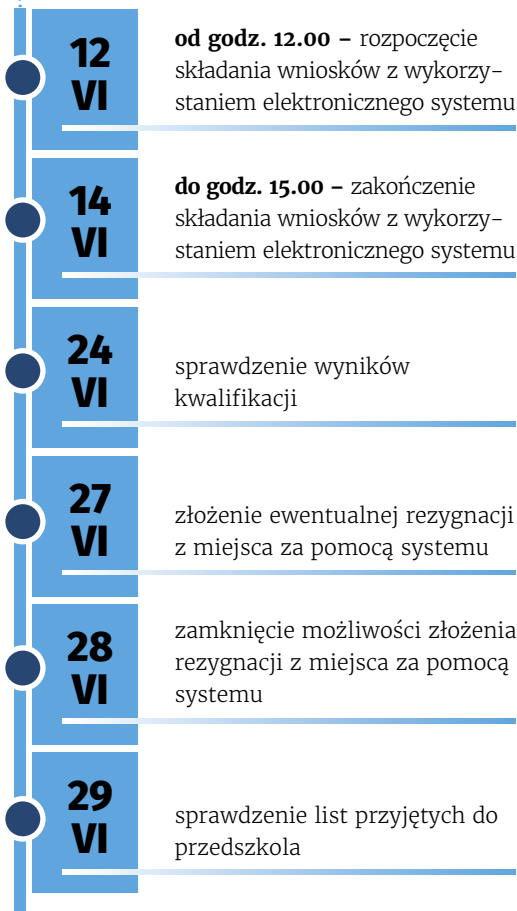 12
VI
od godz. 12.00 – rozpoczęcie
składania wniosków z wykorzy-
staniem elektronicznego systemu
14
VI
do godz. 15.00 – zakończenie
składania wniosków z wykorzy-
staniem elektronicznego systemu
24
VI
sprawdzenie wyników
kwalifikacji
27
VI
złożenie ewentualnej rezygnacji
z miejsca za pomocą systemu
28
VI
zamknięcie możliwości złożenia
rezygnacji z miejsca za pomocą
systemu
29
VI
sprawdzenie list przyjętych do
przedszkola